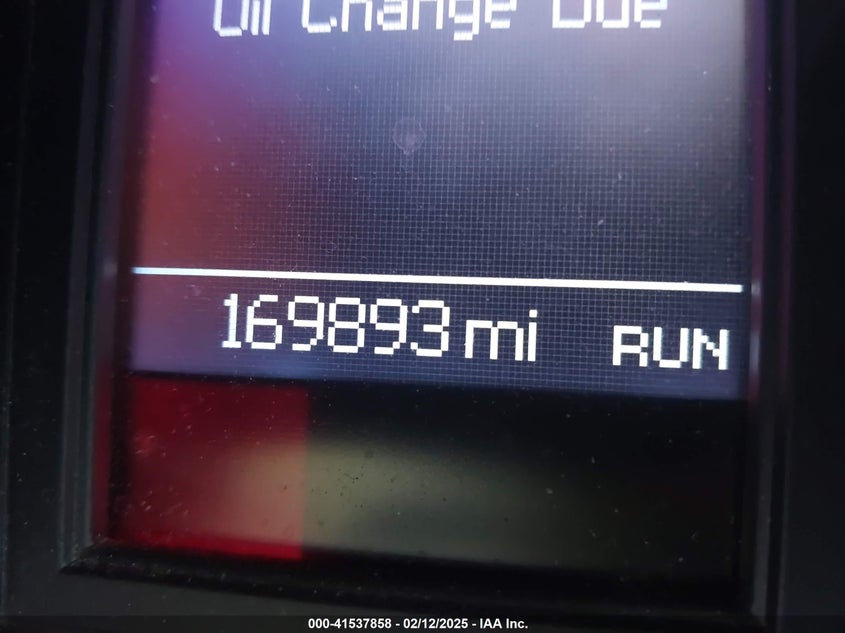 Oil Change Due
169893 mi RUN
000-41537858 - 02/12/2025 - IAA Inc.